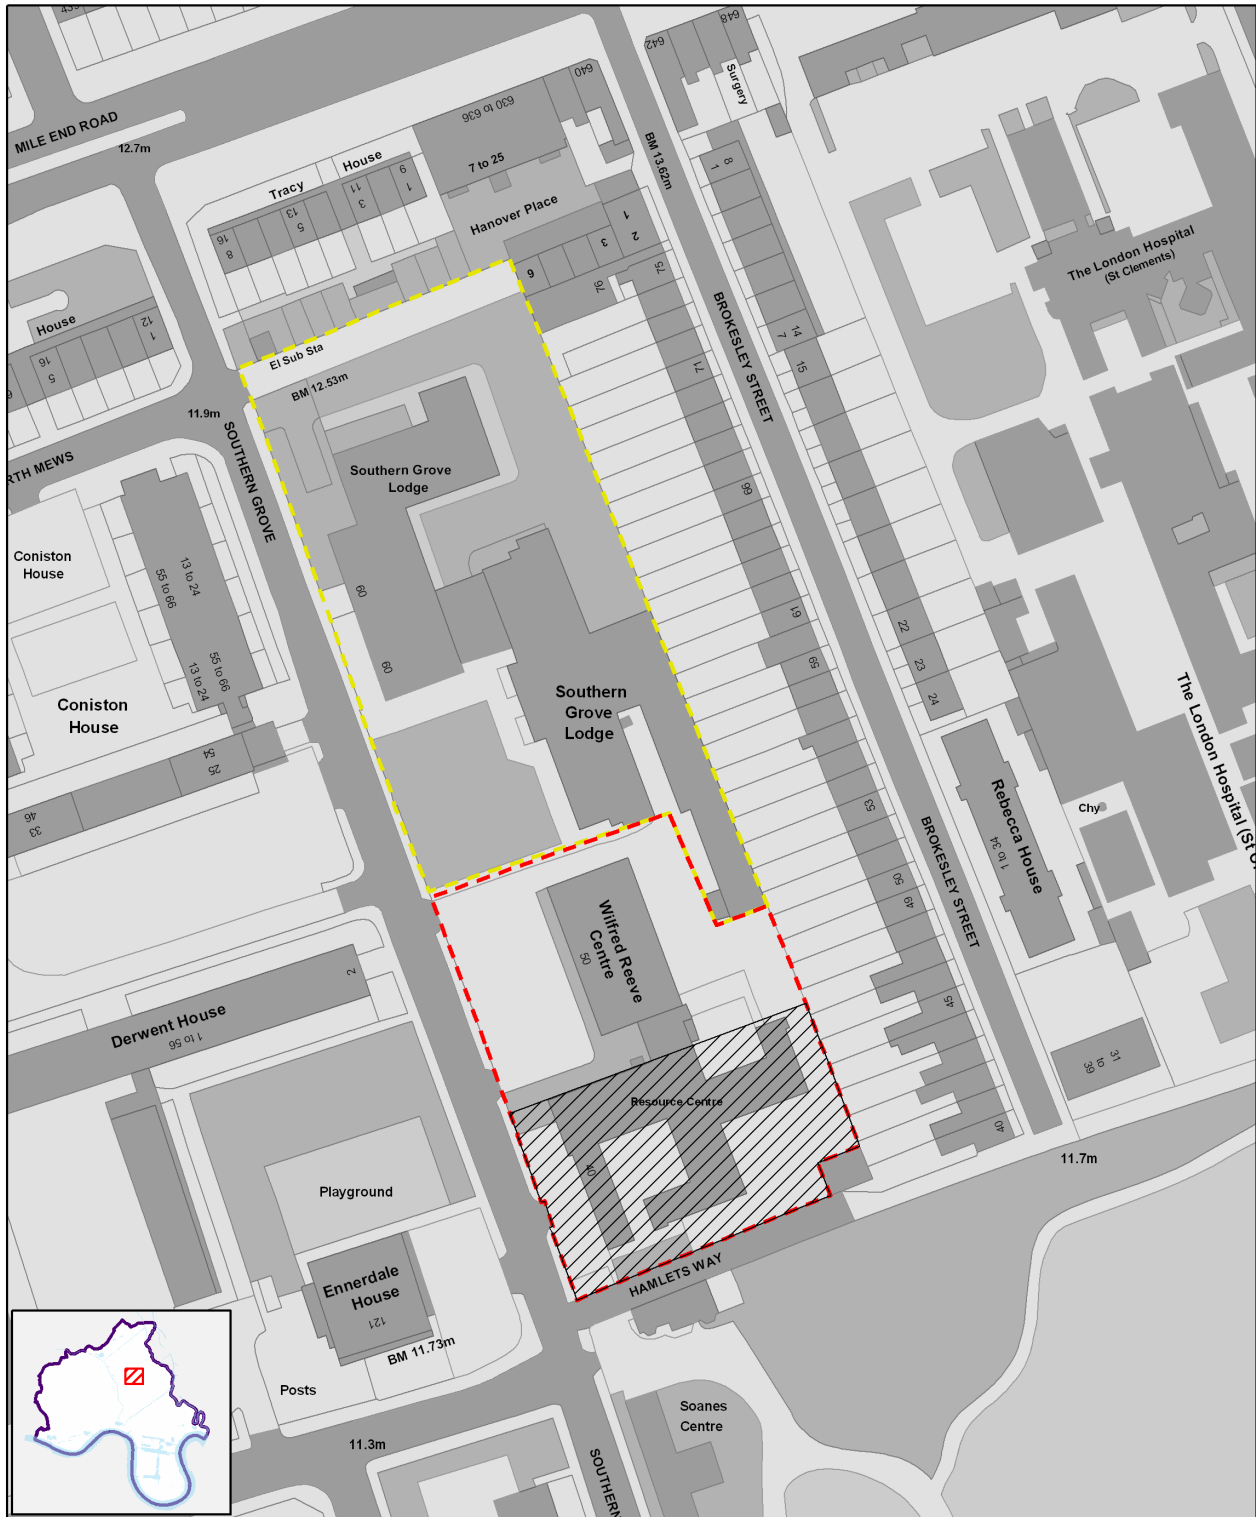 648
642
640
Surgery
MILE END ROAD
12.7m
630 to 636
7 to 25
Tracy
House
Hanover Place
9
1
11
3
13
5
16
8
BM 13.62m
8
1
1
2
3
6
75
76
The London Hospital
(St Clements)
House
12
1
16
5
El Sub Sta
BM 12.53m
11.9m
SOUTHERN GROVE
RTH MEWS
BROKESLEY STREET
14
7
15
71
66
61
59
22
23
24
Southern Grove
Lodge
Coniston
House
13 to 24
55 to 66
55 to 66
13 to 24
60
60
Coniston
House
Southern
Grove
Lodge
25
54
33
46
The London Hospital (St C
Rebecca House
1 to 34
Chy
53
50
49
45
40
BROKESLEY STREET
Wilfred Reeve
Centre
50
2
Derwent House
1 to 56
31
to
39
Resource Centre
40
11.7m
Playground
HAMLETS WAY
Ennerdale
House
121
BM 11.73m
Posts
11.3m
Soanes
Centre
SOUTHERN